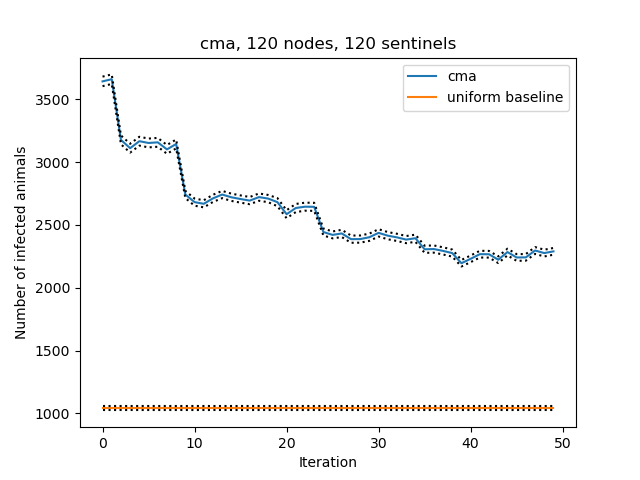 cma, 120 nodes, 120 sentinels
cma
uniform baseline
Number of infected animals
3500
3000
2500
2000
1500
1000
0 10 20 30 40 50
Iteration